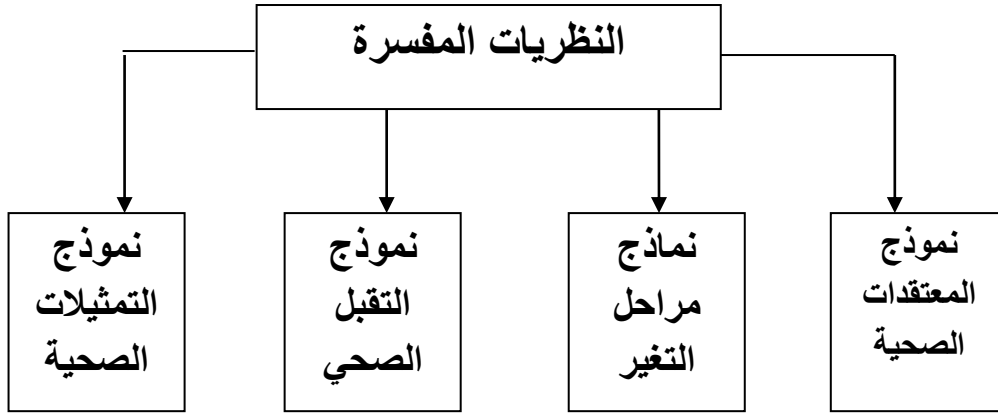 النظريات المفسرة
نموذج
المعتقدات
الصحية
نماذج
مراحل
التغير
نموذج
التقبل
الصحي
نموذج
التمثيلات
الصحية